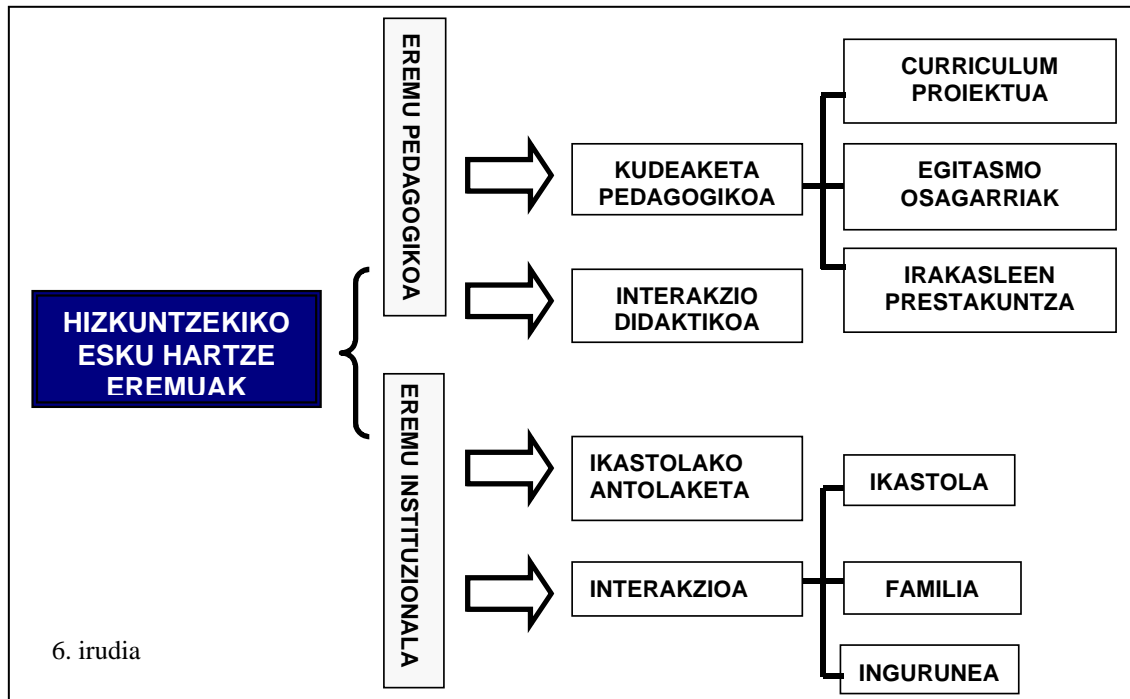 HIZKUNTZEKIKO
ESKU HARTZE
EREMUAK
EREMU PEDAGOGIKOA
KUDEAKETA
PEDAGOGIKOA
CURRICULUM
PROIEKTUA
EGITASMO
OSAGARRIAK
IRAKASLEEN
PRESTAKUNTZA
INTERAKZIO
DIDAKTIKOA
EREMU INSTITUZIONALA
IKASTOLAKO
ANTOLAKETA
INTERAKZIOA
IKASTOLA
FAMILIA
INGURUNEA
6. irudia